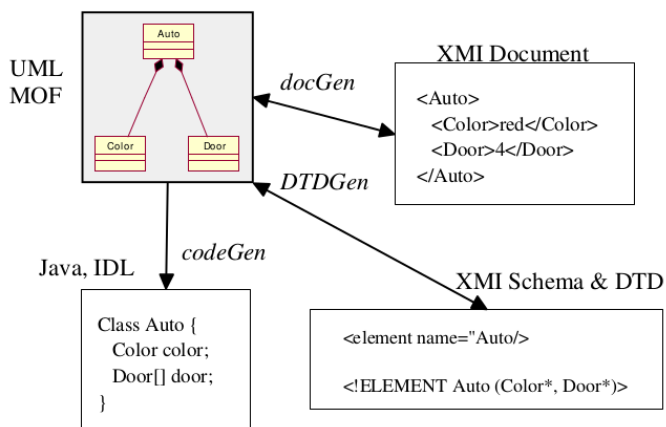 UML
MOF
Auto
Color
Door
docGen
XMI Document
<Auto>
<Color>red</Color>
<Door>4</Door>
</Auto>
DTDGen
codeGen
Java, IDL
Class Auto {
Color color;
Door[] door;
}
XMI Schema & DTD
<element name="Auto/>
<!ELEMENT Auto (Color*, Door*)>